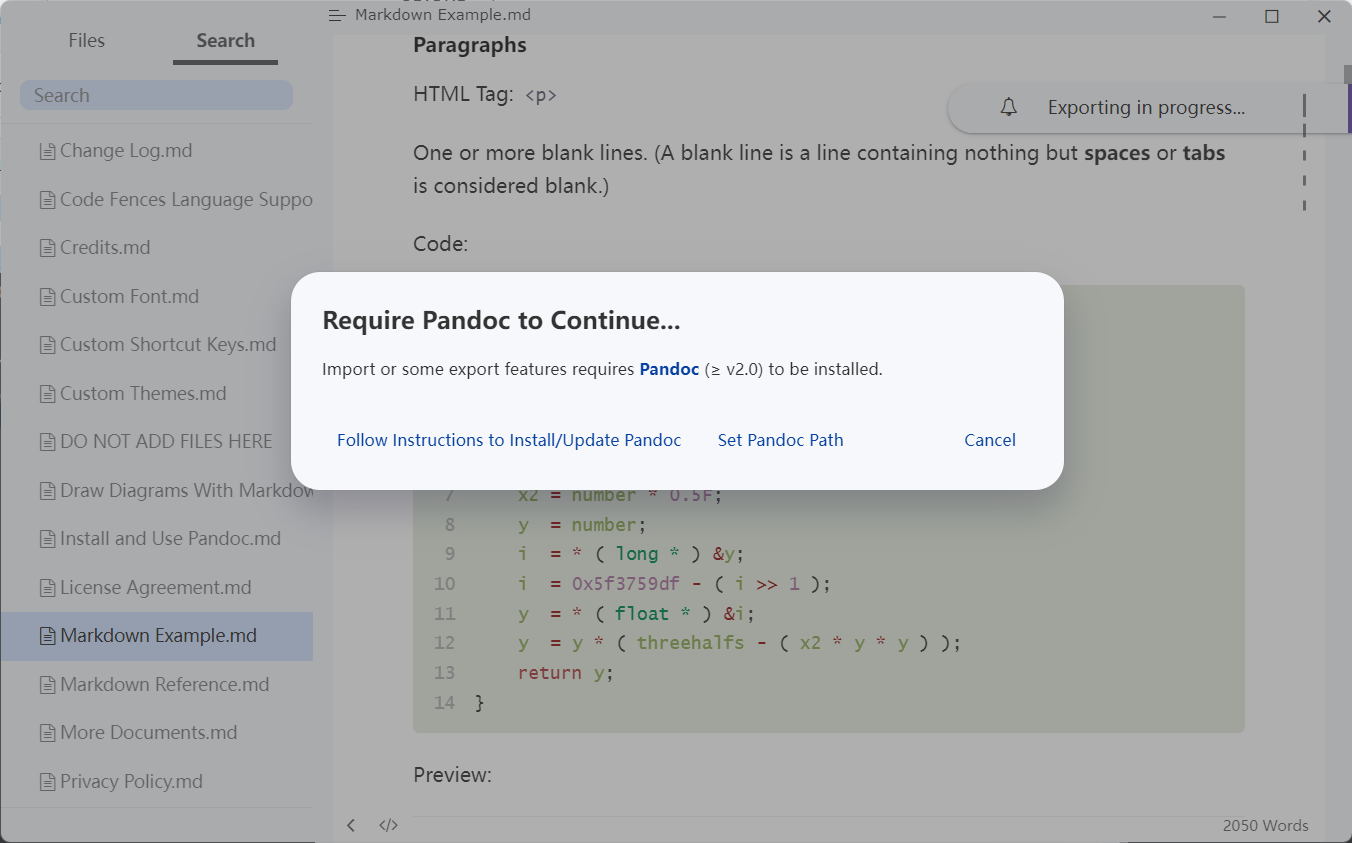 Markdown Example.md
Files
Search
Search
Change Log.md
Code Fences Language Suppo
Credits.md
Custom Font.md
Custom Shortcut Keys.md
Custom Themes.md
DO NOT ADD FILES HERE
Draw Diagrams With Markdow
Install and Use Pandoc.md
License Agreement.md
Markdown Example.md
Markdown Reference.md
More Documents.md
Privacy Policy.md
Paragraphs
HTML Tag: <p>
Exporting in progress...
One or more blank lines. (A blank line is a line containing nothing but spaces or tabs
is considered blank.)
Code:
Require Pandoc to Continue...
Import or some export features requires Pandoc (≥ v2.0) to be installed.
Follow Instructions to Install/Update Pandoc
Set Pandoc Path
Cancel
7 x2 = number * 0.5F;
8 y = number;
9 i = * ( long * ) &y;
10 i = 0x5f3759df - ( i >> 1 );
11 y = * ( float * ) &i;
12 y = y * ( threehalfs - ( x2 * y * y ) );
13 return y;
14 }
Preview:
</>
2050 Words